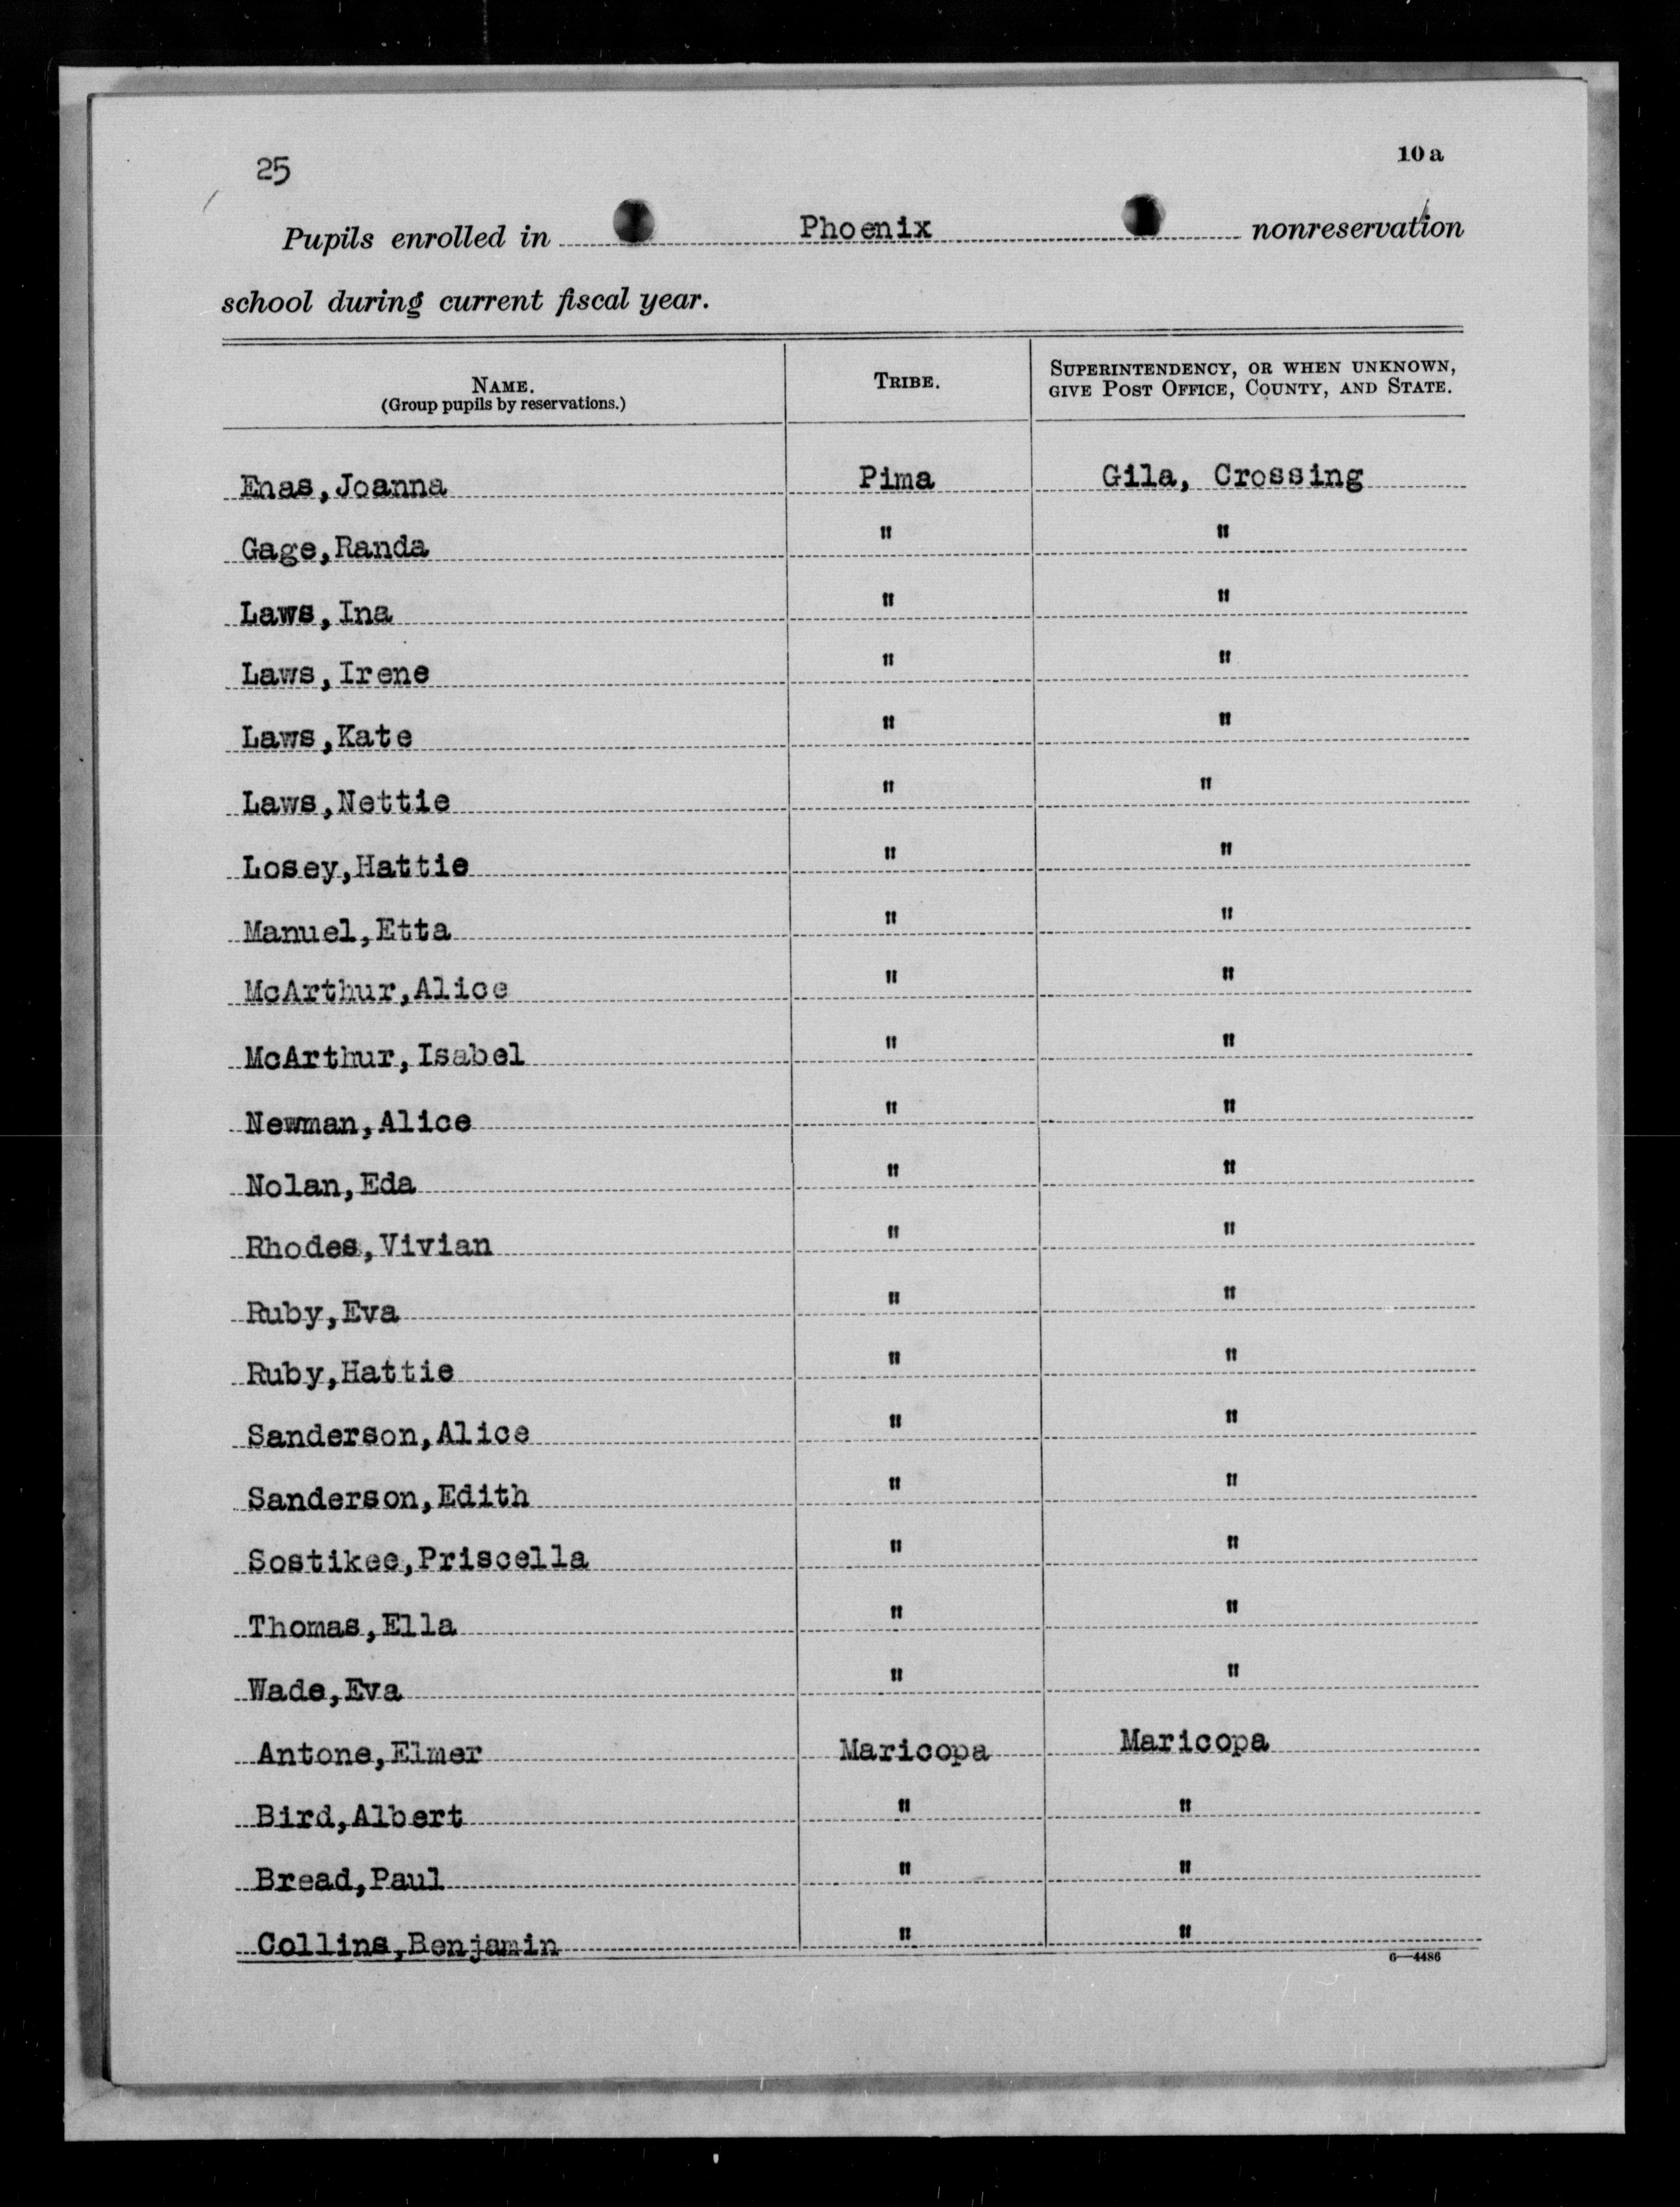 25
10 a
Pupils enrolled in Phoenix nonreservation
school during current fiscal year.
NAME. TRIBE. SUPERINTENDENCY, OR WHEN UNKNOWN,
(Group pupils by reservations.) GIVE POST OFFICE, COUNTY, AND STATE.
Enas,Joanna Pima Gila, Crossing
Gage,Randa " "
Laws,Ina " "
Laws,Irene " "
Laws,Kate " "
Laws,Nettie " "
Losey,Hattie " "
Manuel,Etta " "
McArthur,Alice " "
McArthur,Isabel " "
Newman,Alice " "
Nolan,Eda " "
Rhodes,Vivian " "
Ruby,Eva " "
Ruby,Hattie " "
Sanderson,Alice " "
Sanderson,Edith " "
Sostikee,Priscella " "
Thomas,Ella " "
Wade,Eva " "
Antone,Elmer Maricopa Maricopa
Bird,Albert " "
Bread,Paul " "
Collins,Benjamin " "
6—4486